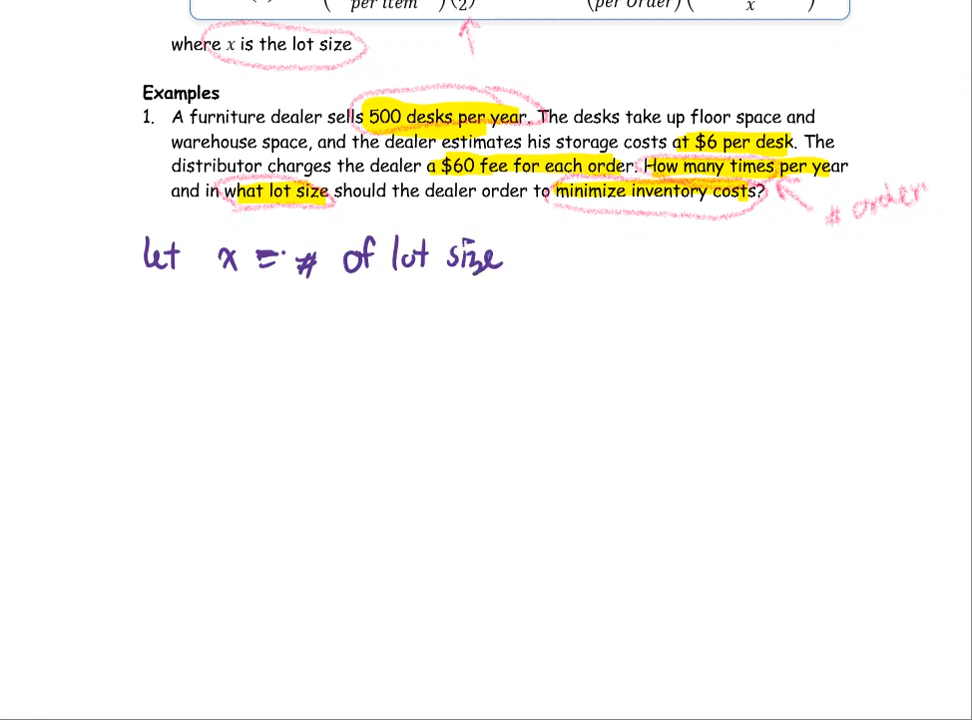 per item ) (2) (per order) ( x )
where x is the lot size
Examples
1. A furniture dealer sells 500 desks per year. The desks take up floor space and
warehouse space, and the dealer estimates his storage costs at $6 per desk. The
distributor charges the dealer a $60 fee for each order. How many times per year
and in what lot size should the dealer order to minimize inventory costs?
# order
let x = # of lot size